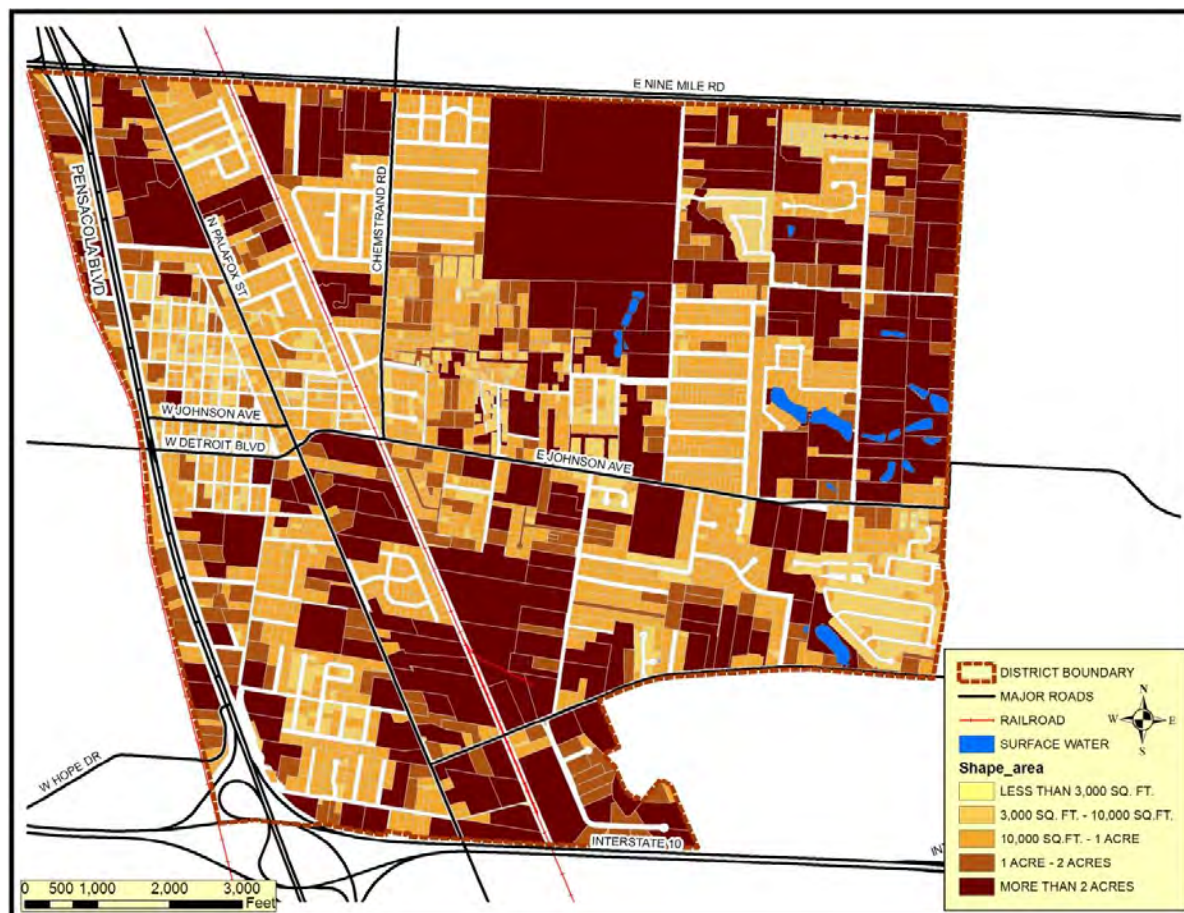 E NINE MILE RD
PENSACOLA BLVD
N PALAFOX ST
CHEMSTRAND RD
W JOHNSON AVE
W DETROIT BLVD
E JOHNSON AVE
W HOPE DR
INTERSTATE 10
IN
DISTRICT BOUNDARY
MAJOR ROADS
RAILROAD
SURFACE WATER
N
W
E
S
Shape_area
LESS THAN 3,000 SQ. FT.
3,000 SQ. FT. - 10,000 SQ.FT.
10,000 SQ.FT. - 1 ACRE
1 ACRE - 2 ACRES
MORE THAN 2 ACRES
0 500 1,000 2,000 3,000
Feet